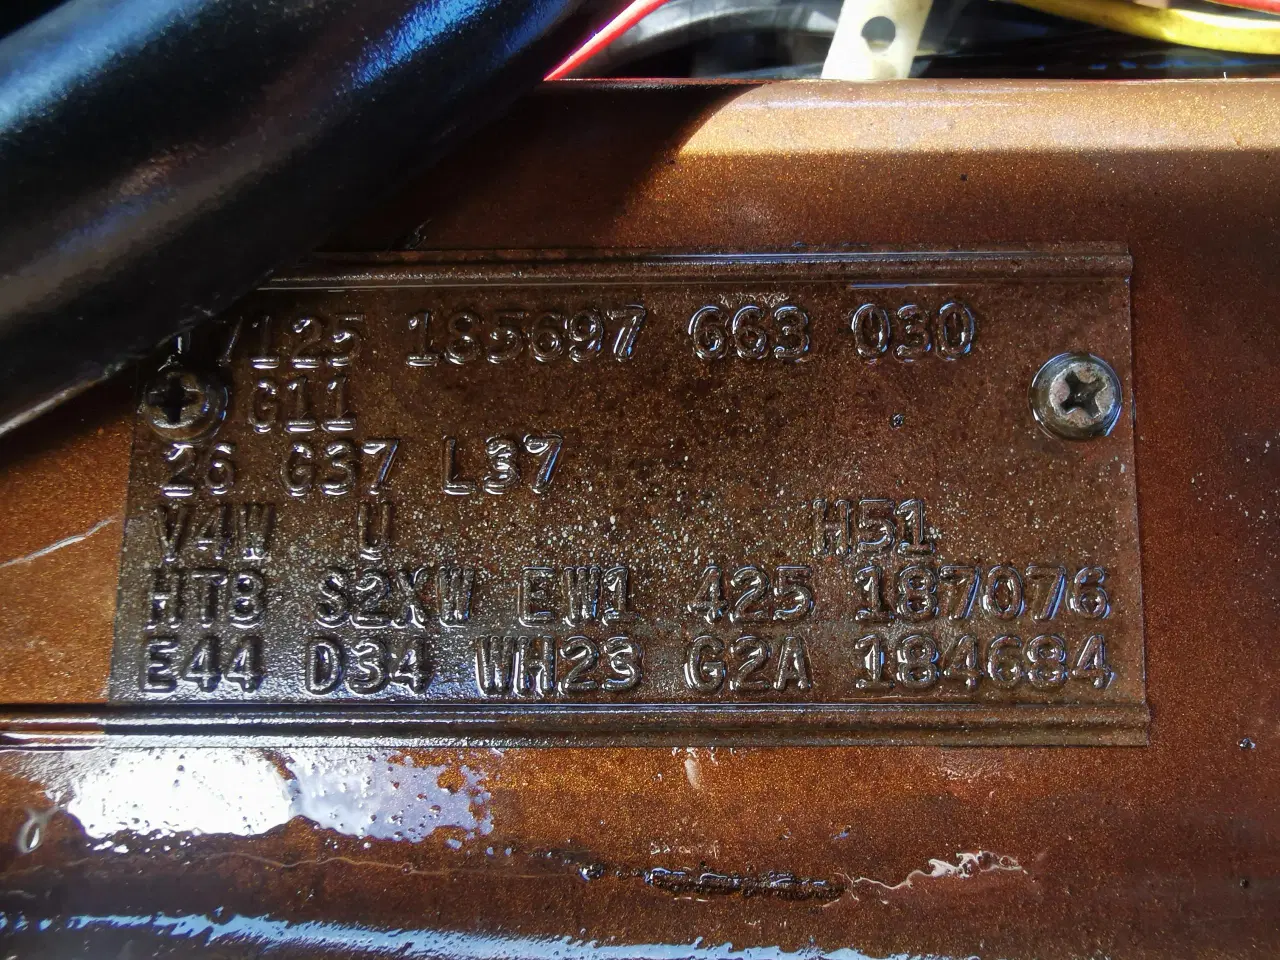 7125 185697 663 030
G11
26 G37 L37
V4W U H51
HT8 S2XW EW1 425 187076
E44 D34 WH23 G2A 184684